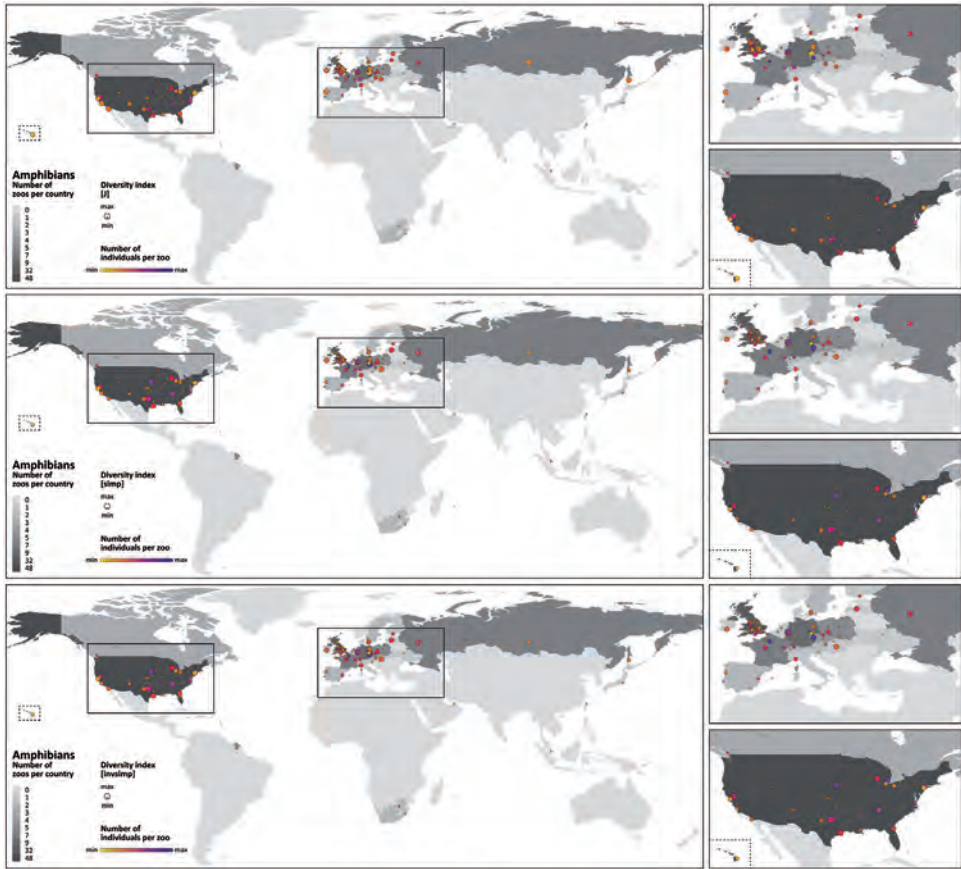 Amphibians
Number of
zoos per country
0
1
2
3
4
5
7
9
32
48
Diversity index
[J]
max
min
Number of
individuals per zoo
min max
Amphibians
Number of
zoos per country
0
1
2
3
4
5
7
9
32
48
Diversity index
[simp]
max
min
Number of
individuals per zoo
min max
Amphibians
Number of
zoos per country
0
1
2
3
4
5
7
9
32
48
Diversity index
[invsimp]
max
min
Number of
individuals per zoo
min max